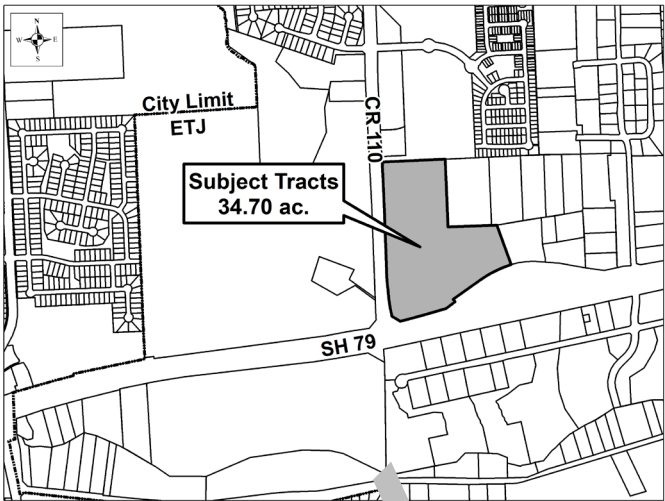 N
W E
S
City Limit
ETJ
CR 110
Subject Tracts
34.70 ac.
SH 79